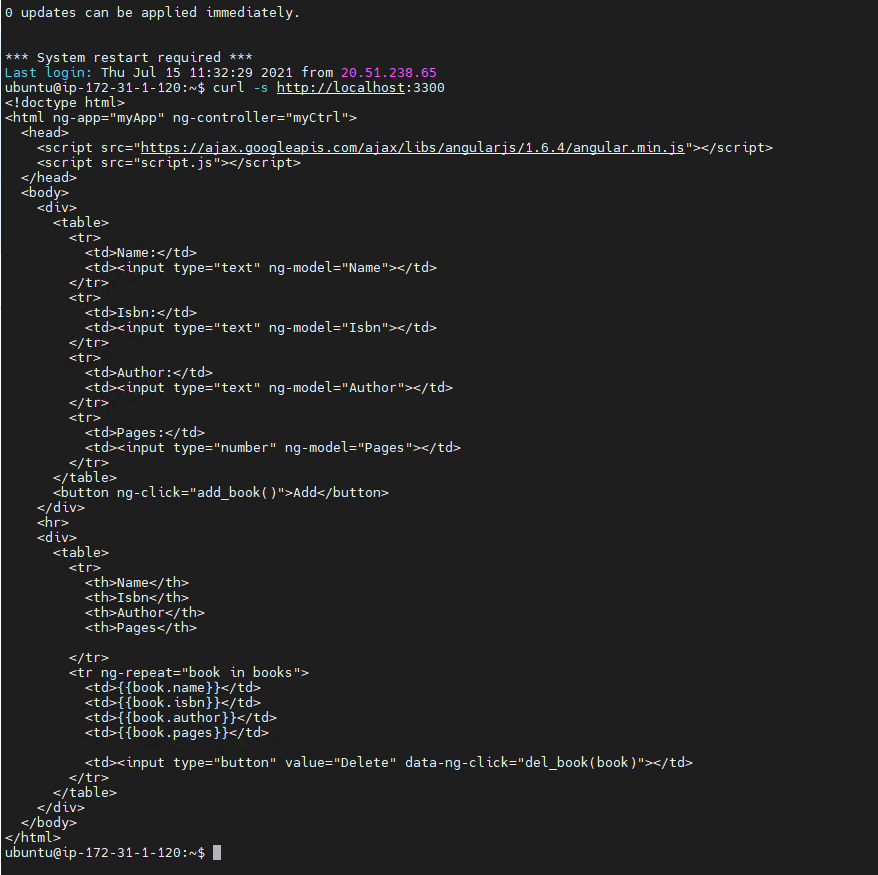 0 updates can be applied immediately.
*** System restart required ***
Last login: Thu Jul 15 11:32:29 2021 from 20.51.238.65
ubuntu@ip-172-31-1-120:~$ curl -s http://localhost:3300
<!doctype html>
<html ng-app="myApp" ng-controller="myCtrl">
  <head>
    <script src="https://ajax.googleapis.com/ajax/libs/angularjs/1.6.4/angular.min.js"></script>
    <script src="script.js"></script>
  </head>
  <body>
    <div>
      <table>
        <tr>
          <td>Name:</td>
          <td><input type="text" ng-model="Name"></td>
        </tr>
        <tr>
          <td>Isbn:</td>
          <td><input type="text" ng-model="Isbn"></td>
        </tr>
        <tr>
          <td>Author:</td>
          <td><input type="text" ng-model="Author"></td>
        </tr>
        <tr>
          <td>Pages:</td>
          <td><input type="number" ng-model="Pages"></td>
        </tr>
      </table>
      <button ng-click="add_book()">Add</button>
    </div>
    <hr>
    <div>
      <table>
        <tr>
          <th>Name</th>
          <th>Isbn</th>
          <th>Author</th>
          <th>Pages</th>

        </tr>
        <tr ng-repeat="book in books">
          <td>{{book.name}}</td>
          <td>{{book.isbn}}</td>
          <td>{{book.author}}</td>
          <td>{{book.pages}}</td>

          <td><input type="button" value="Delete" data-ng-click="del_book(book)"></td>
        </tr>
      </table>
    </div>
  </body>
</html>
ubuntu@ip-172-31-1-120:~$